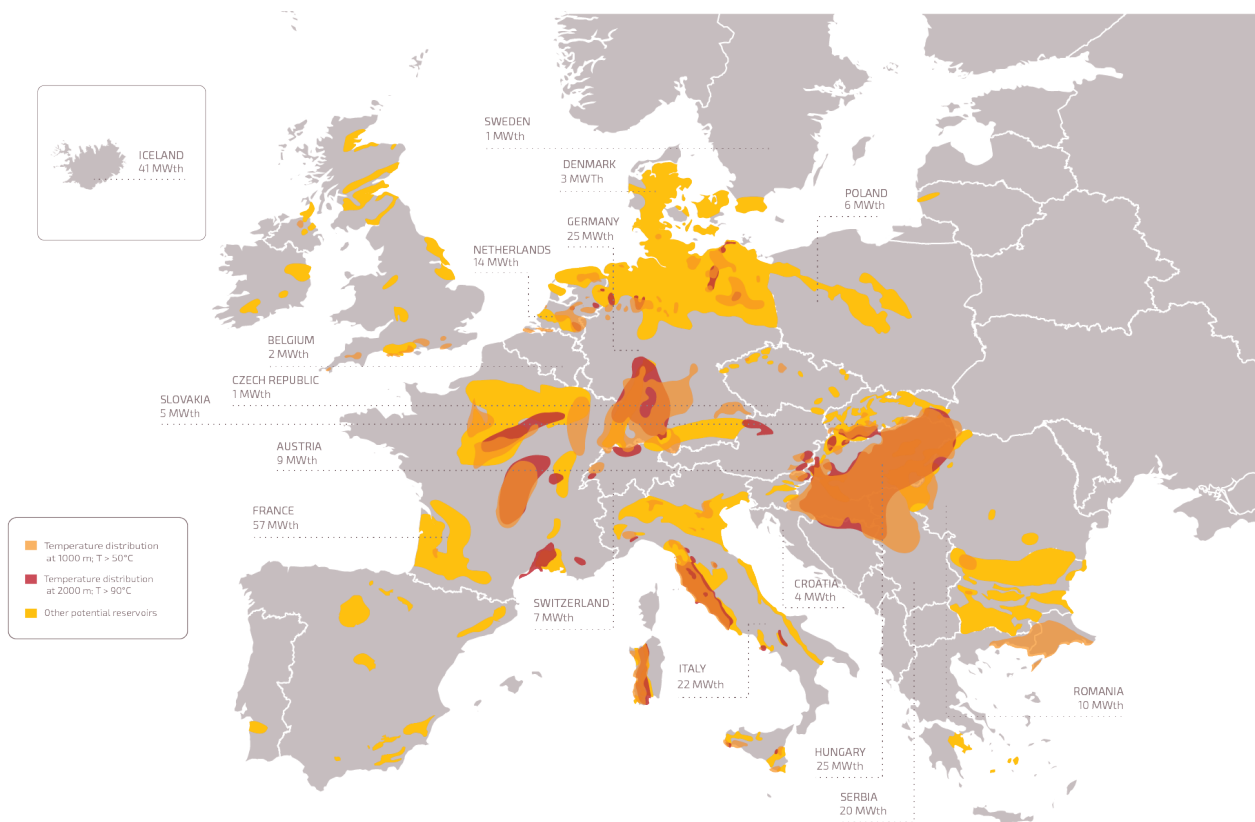 SWEDEN
1 MWth
ICELAND
41 MWth
DENMARK
3 MWTh
POLAND
6 MWth
GERMANY
25 MWth
NETHERLANDS
14 MWth
BELGIUM
2 MWth
CZECH REPUBLIC
1 MWth
SLOVAKIA
5 MWth
AUSTRIA
9 MWth
FRANCE
57 MWth
Temperature distribution
at 1000 m; T > 50°C
Temperature distribution
at 2000 m; T > 90°C
Other potential reservoirs
SWITZERLAND
7 MWth
CROATIA
4 MWth
ITALY
22 MWth
ROMANIA
10 MWth
HUNGARY
25 MWth
SERBIA
20 MWth